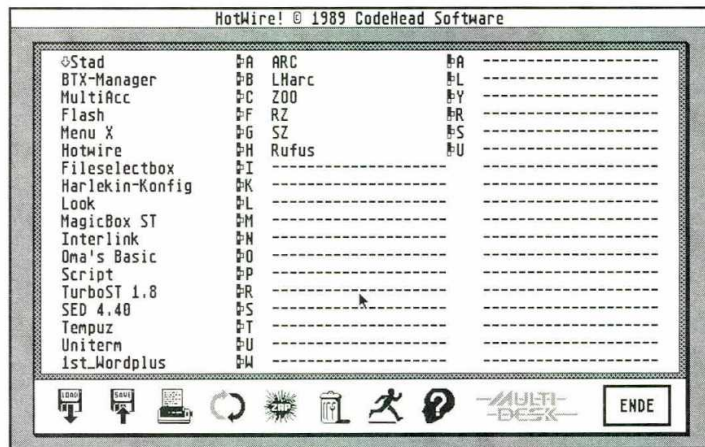 HotWire! © 1989 CodeHead Software
⇩Stad A ARC A --------------------
BTX-Manager B LHarc L --------------------
MultiAcc C ZOO Y --------------------
Flash F RZ R --------------------
Menu X G SZ S --------------------
Hotwire H Rufus U --------------------
Fileselectbox I -------------------- --------------------
Harlekin-Konfig K -------------------- --------------------
Look L -------------------- --------------------
MagicBox ST M -------------------- --------------------
Interlink N -------------------- --------------------
Oma's Basic O -------------------- --------------------
Script P -------------------- --------------------
TurboST 1.8 R -------------------- --------------------
SED 4.40 S -------------------- --------------------
Tempuz T -------------------- --------------------
Uniterm U -------------------- --------------------
1st_Wordplus W -------------------- --------------------
LOAD SAVE ZAP MULTI-DESK ENDE